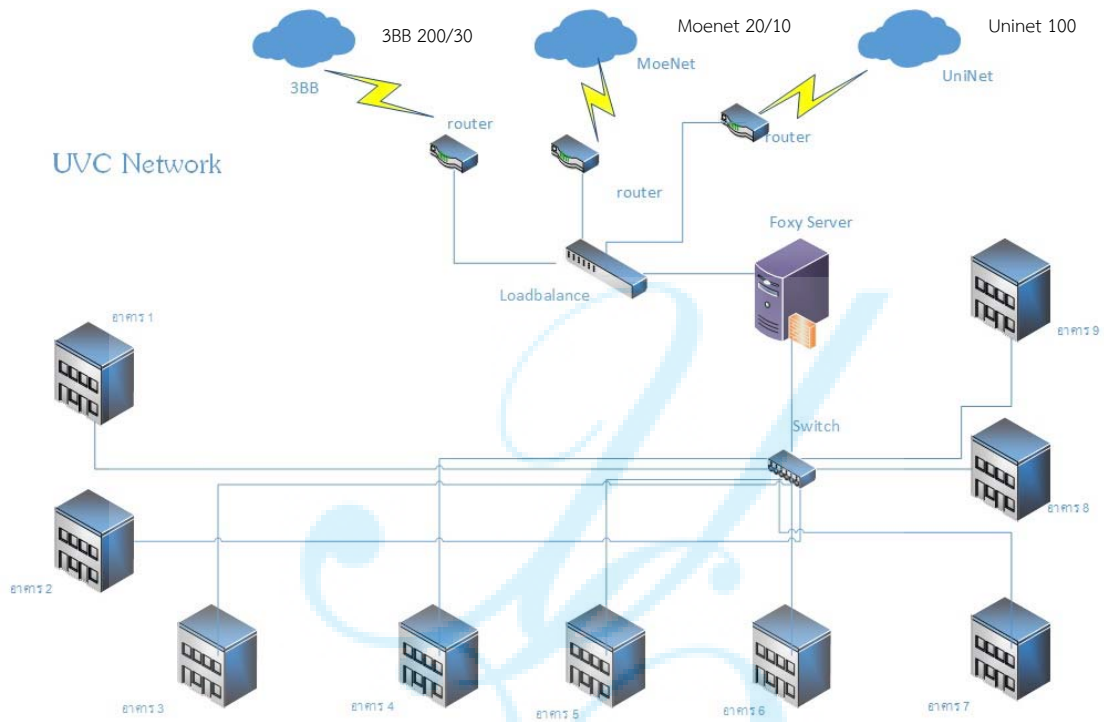 3BB 200/30
Moenet 20/10
Uninet 100
3BB
MoeNet
UniNet
router
router
UVC Network
router
Foxy Server
Loadbalance
อาคาร 1
อาคาร 9
Switch
อาคาร 8
อาคาร 2
อาคาร 3
อาคาร 4
อาคาร 5
อาคาร 6
อาคาร 7